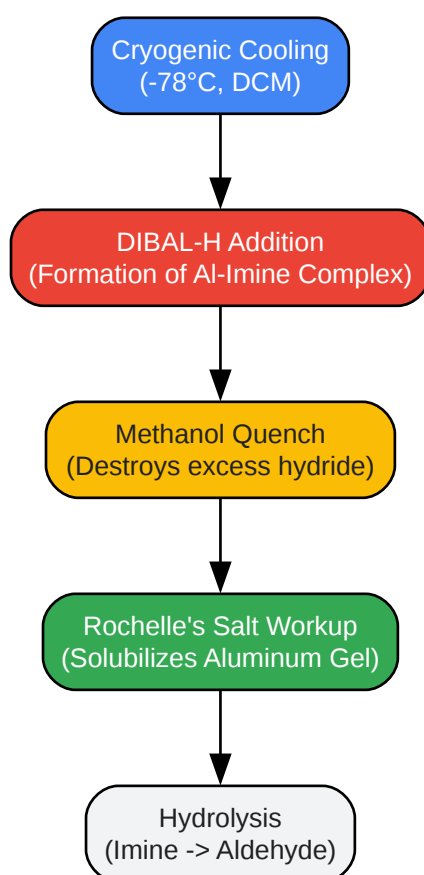 Cryogenic Cooling
(-78°C, DCM)
DIBAL-H Addition
(Formation of Al-Imine Complex)
Methanol Quench
(Destroys excess hydride)
Rochelle's Salt Workup
(Solubilizes Aluminum Gel)
Hydrolysis
(Imine -> Aldehyde)